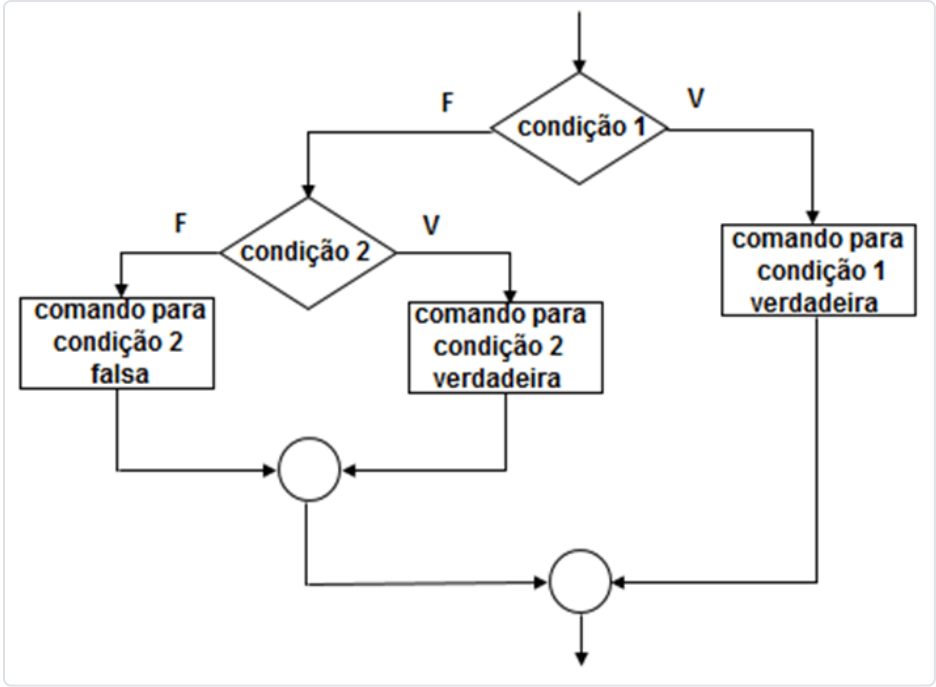 F
V
condição 1
F
V
condição 2
comando para
condição 1
verdadeira
comando para
condição 2
falsa
comando para
condição 2
verdadeira